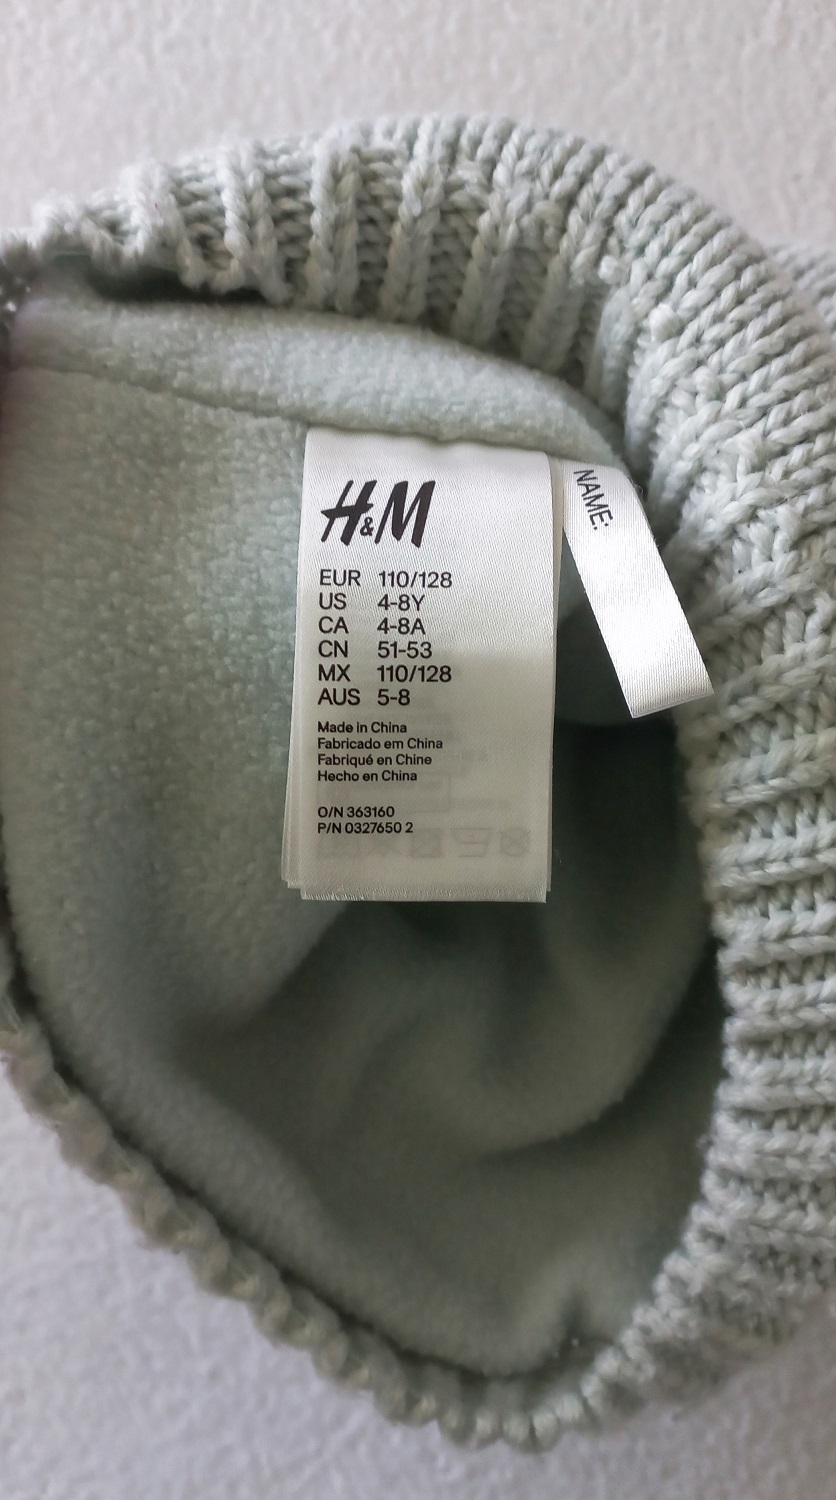 H&M
EUR 110/128
US 4-8Y
CA 4-8A
CN 51-53
MX 110/128
AUS 5-8
Made in China
Fabricado em China
Fabriqué en Chine
Hecho en China
O/N 363160
P/N 0327650 2
NAME: